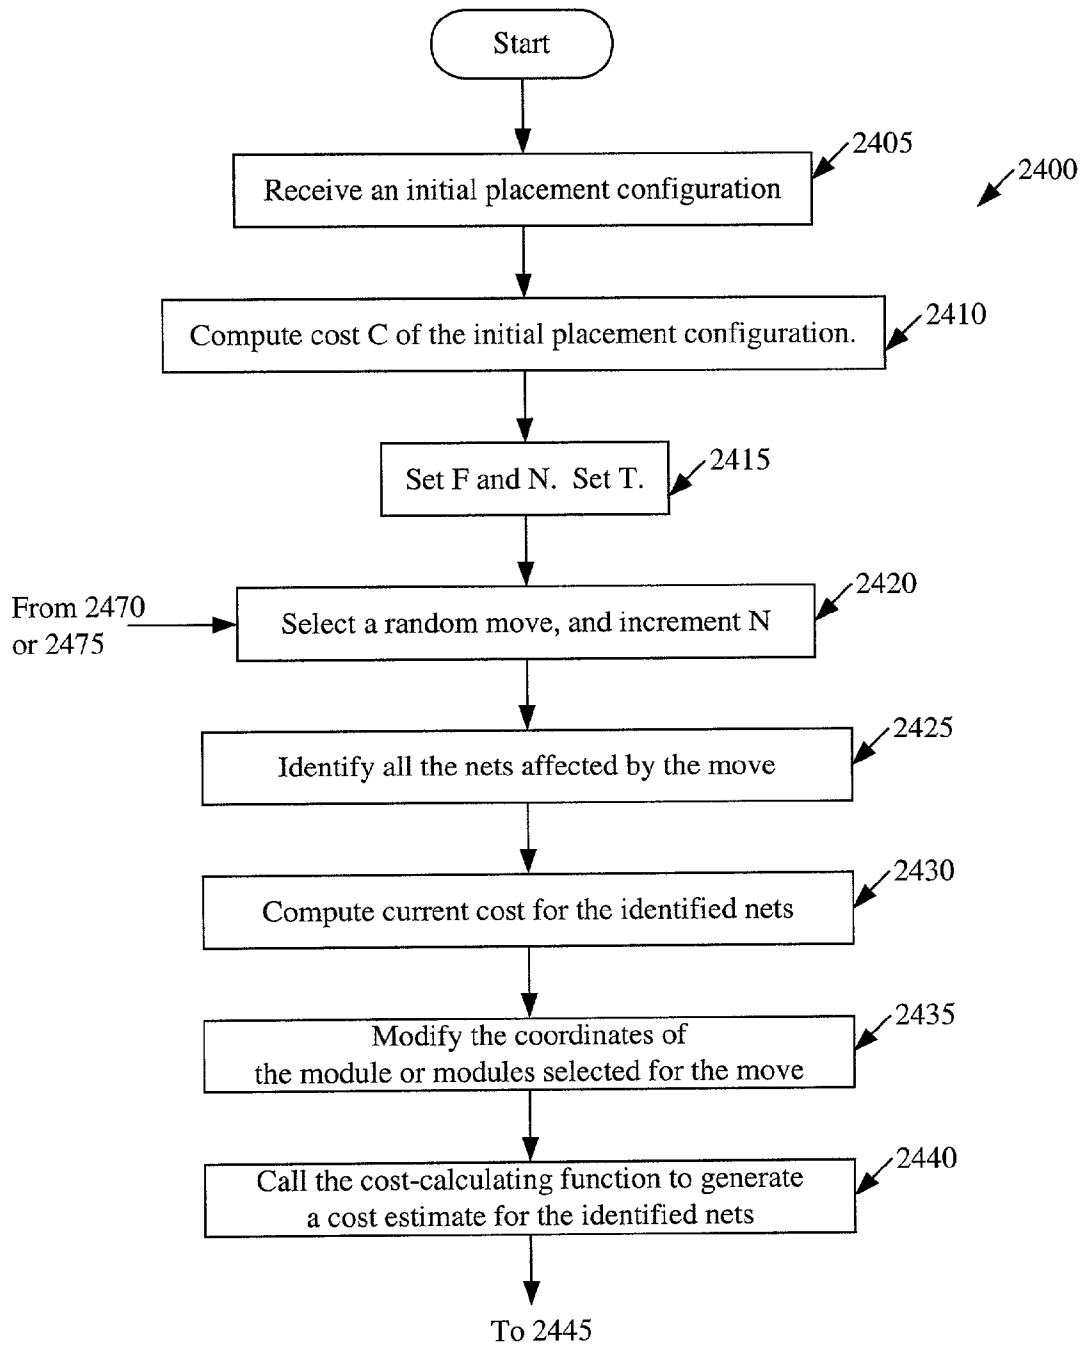 Start
2405
Receive an initial placement configuration
2400
2410
Compute cost C of the initial placement configuration.
2415
Set F and N. Set T.
2420
From 2470
or 2475
Select a random move, and increment N
2425
Identify all the nets affected by the move
2430
Compute current cost for the identified nets
2435
Modify the coordinates of
the module or modules selected for the move
2440
Call the cost-calculating function to generate
a cost estimate for the identified nets
To 2445